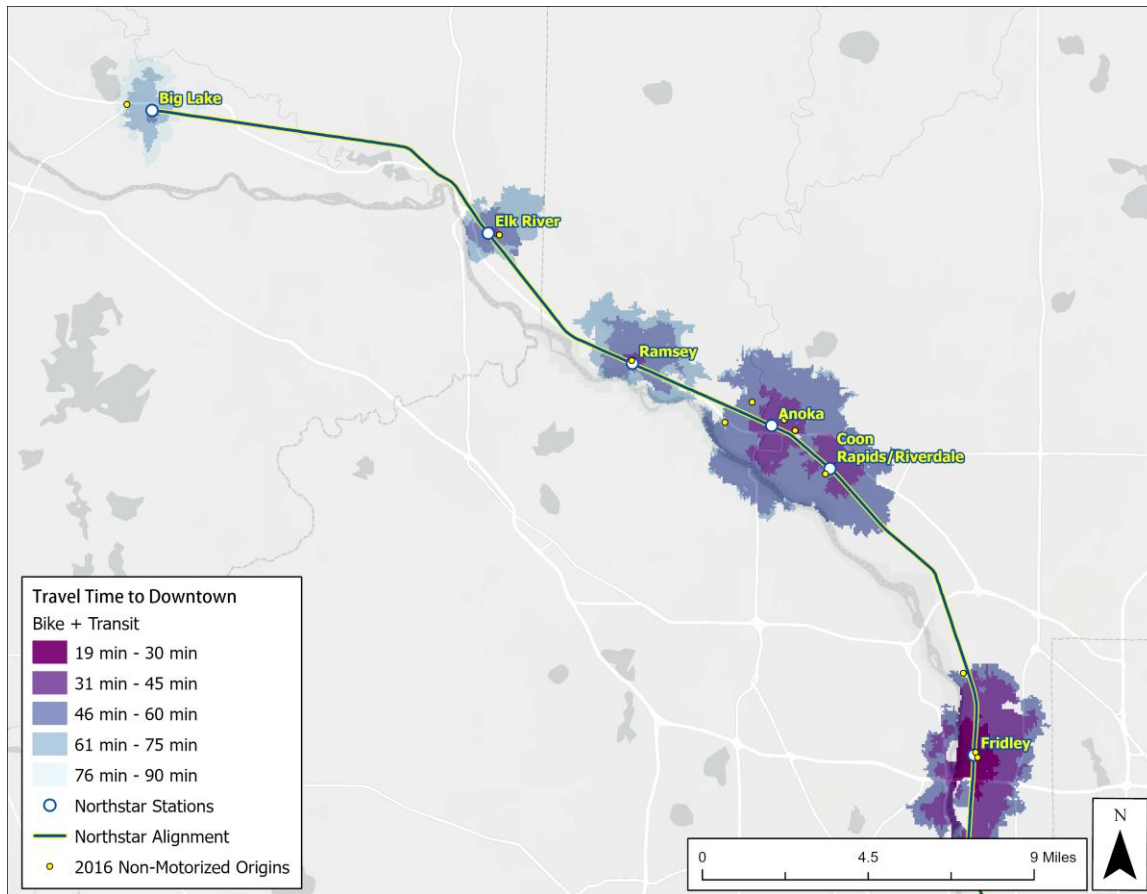 Big Lake
Elk River
Ramsey
Anoka
Coon
Rapids/Riverdale
Fridley
Travel Time to Downtown
Bike + Transit
19 min - 30 min
31 min - 45 min
46 min - 60 min
61 min - 75 min
76 min - 90 min
Northstar Stations
Northstar Alignment
2016 Non-Motorized Origins
0 4.5 9 Miles
N